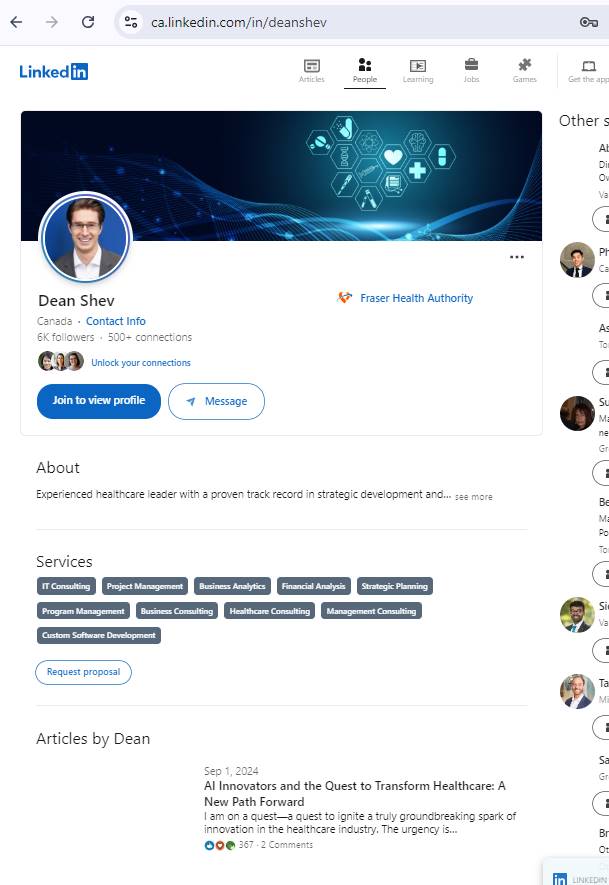 ca.linkedin.com/in/deanshev
Linked in
Articles
People
Learning
Jobs
Games
Get the app
Other s
Ab
Di
Ow
Va
Dean Shev
Fraser Health Authority
Canada · Contact Info
6K followers · 500+ connections
Unlock your connections
Join to view profile
Message
Ph
Ca
As
To
Su
Ma
ne
Gr
About
Experienced healthcare leader with a proven track record in strategic development and... see more
Be
Ma
Po
To
Services
IT Consulting Project Management Business Analytics Financial Analysis Strategic Planning
Program Management Business Consulting Healthcare Consulting Management Consulting
Custom Software Development
Request proposal
Si
Va
Ta
Mi
Articles by Dean
Sep 1, 2024
AI Innovators and the Quest to Transform Healthcare: A
New Path Forward
I am on a quest—a quest to ignite a truly groundbreaking spark of
innovation in the healthcare industry. The urgency is...
367 · 2 Comments
Sa
Gr
Br
Ot
in LINKEDIN